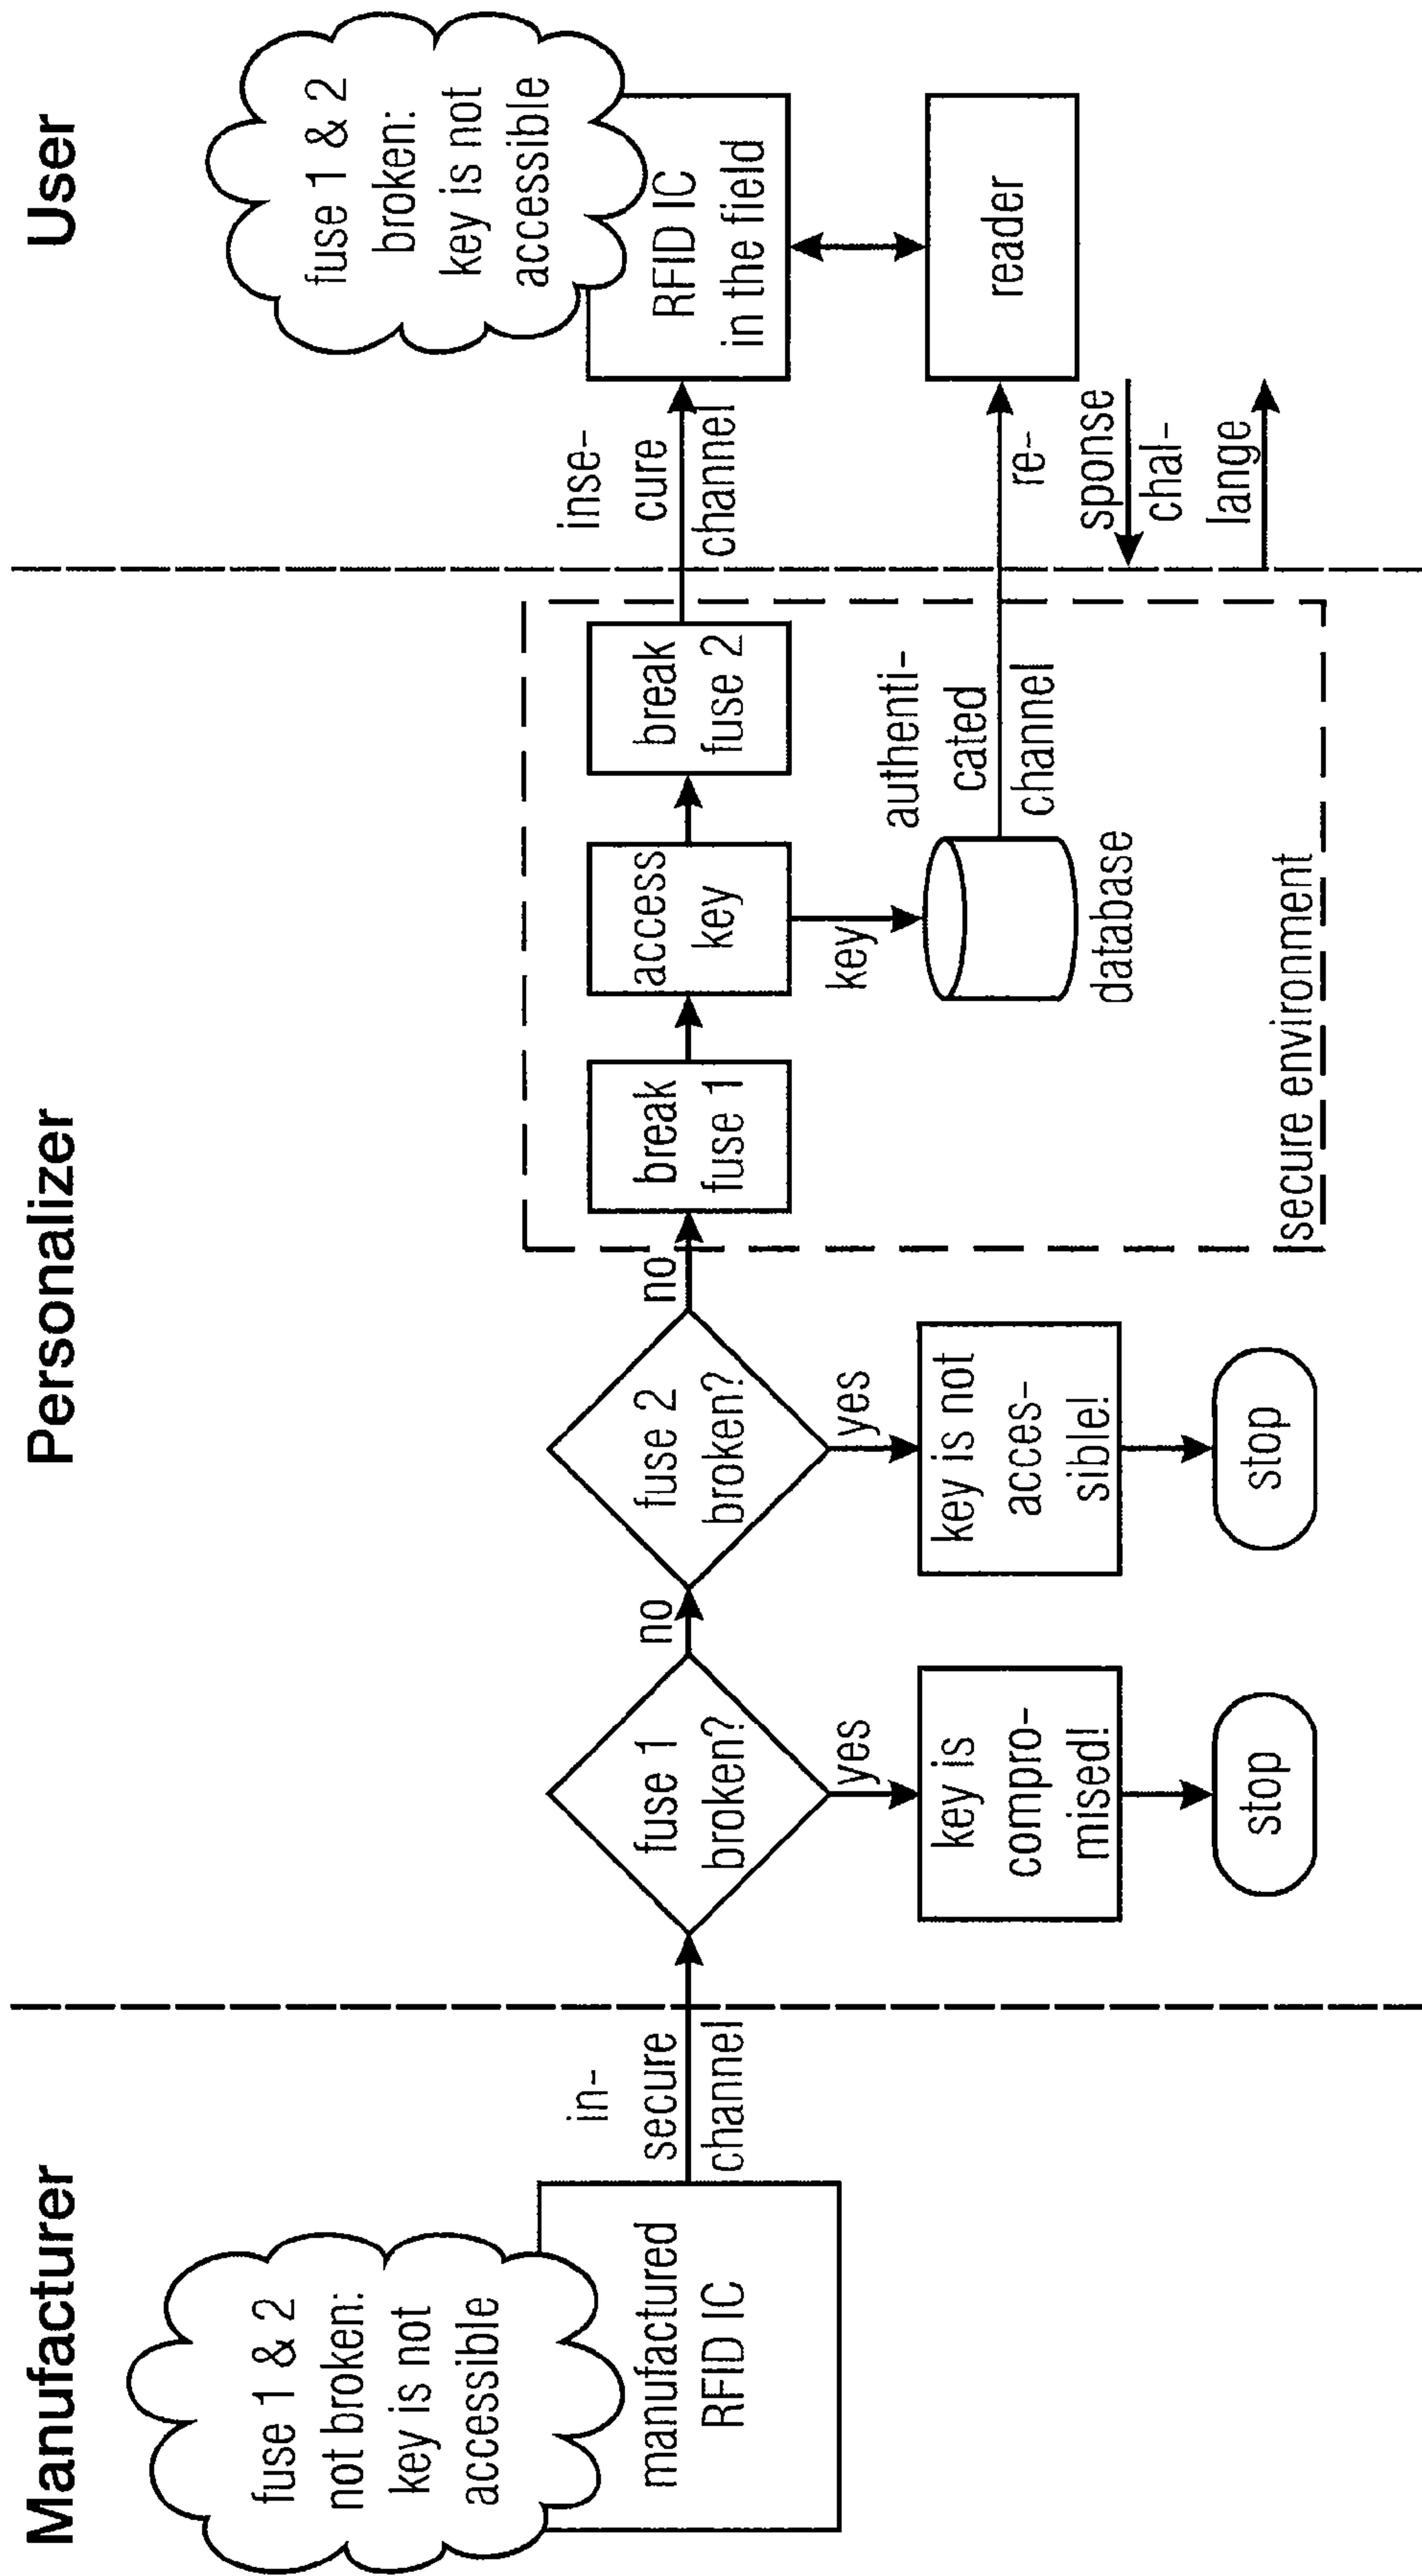 Manufacturer
Personalizer
User
fuse 1 & 2
not broken:
key is not
accessible
manufactured
RFID IC
in-
secure
channel
fuse 1
broken?
no
yes
key is
compro-
mised!
stop
fuse 2
broken?
no
yes
key is not
acces-
sible!
stop
break
fuse 1
access
key
key
database
break
fuse 2
authenti-
cated
channel
secure environment
inse-
cure
channel
fuse 1 & 2
broken:
key is not
accessible
RFID IC
in the field
reader
re-
sponse
chal-
lange